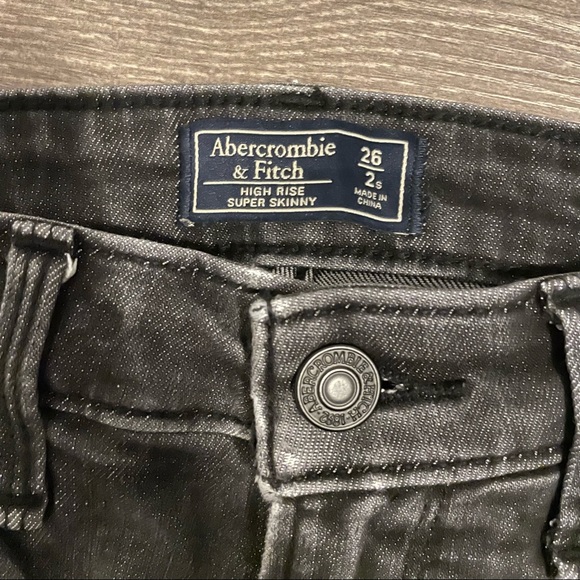 Abercrombie
& Fitch
HIGH RISE
SUPER SKINNY
26
2s
MADE IN
CHINA
ABERCROMBIE & FITCH 1892